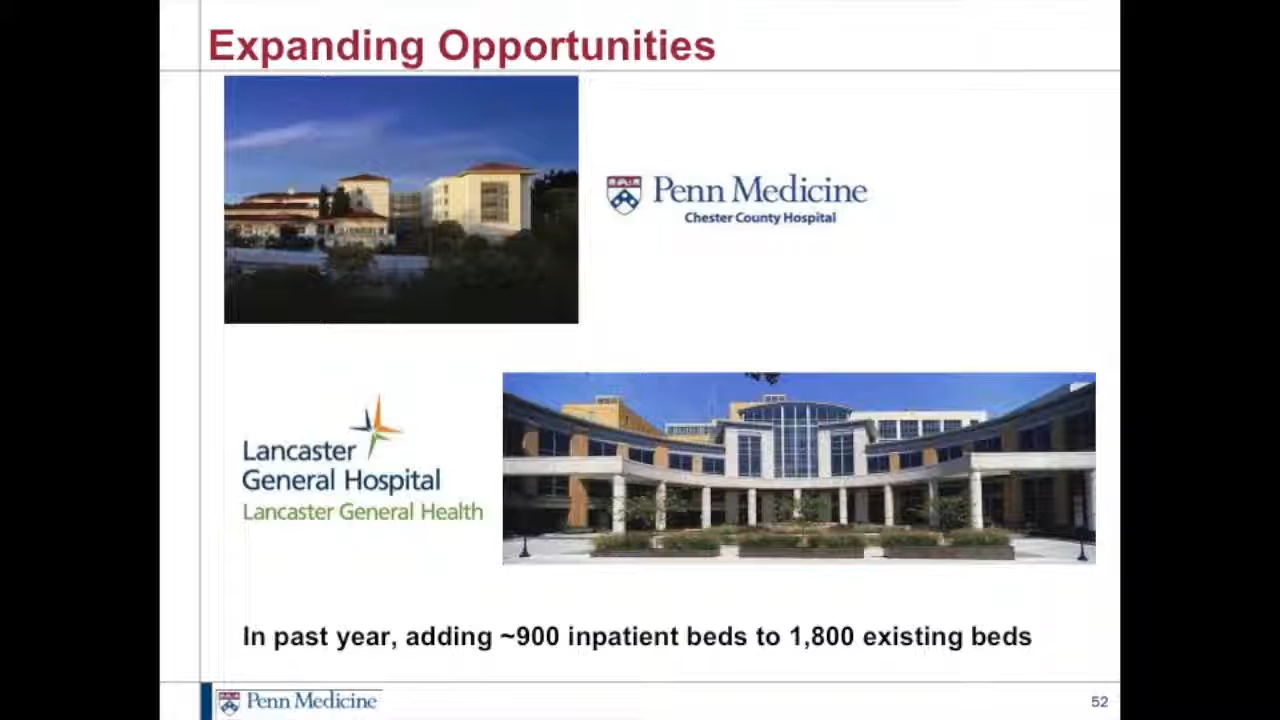 Expanding Opportunities
Penn Medicine
Chester County Hospital
Lancaster
General Hospital
Lancaster General Health
In past year, adding ~900 inpatient beds to 1,800 existing beds
Penn Medicine
52